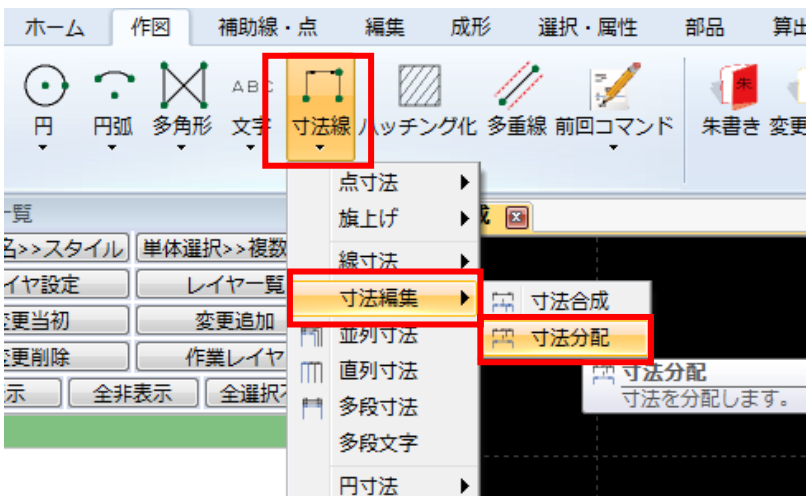 ホーム 作図 補助線・点 編集 成形 選択・属性 部品 算出
ABC
円 円弧 多角形 文字 寸法線 ハッチング化 多重線 前回コマンド 朱書き 変更
朱
点寸法
一覧 旗上げ 成
名>>スタイル 単体選択>>複数
線寸法
イヤ設定 レイヤー覧
寸法編集 寸法合成
変更当初 変更追加
並列寸法 寸法分配
変更削除 作業レイヤ
直列寸法 寸法分配
示 全非表示 全選択
多段寸法 寸法を分配します。
多段文字
円寸法